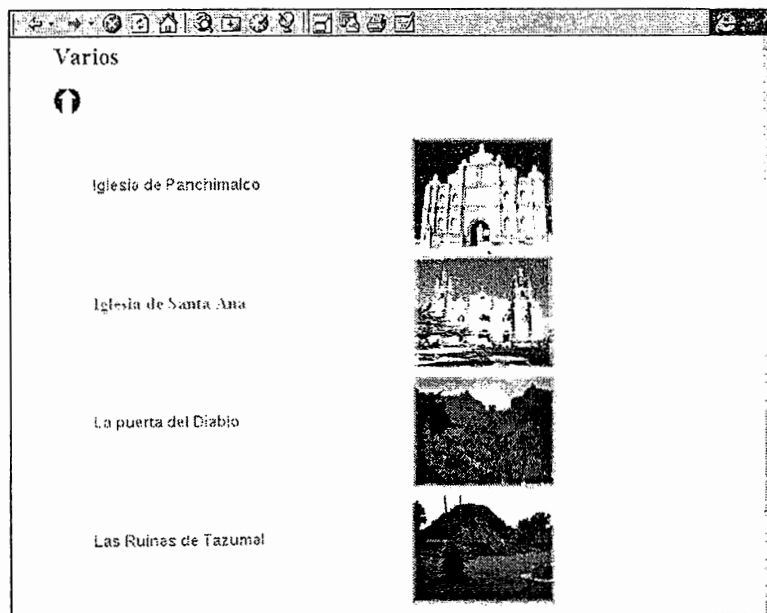 Varios
Iglesia de Panchimalco
Iglesia de Santa Ana
La puerta del Diablo
Las Ruinas de Tazumal